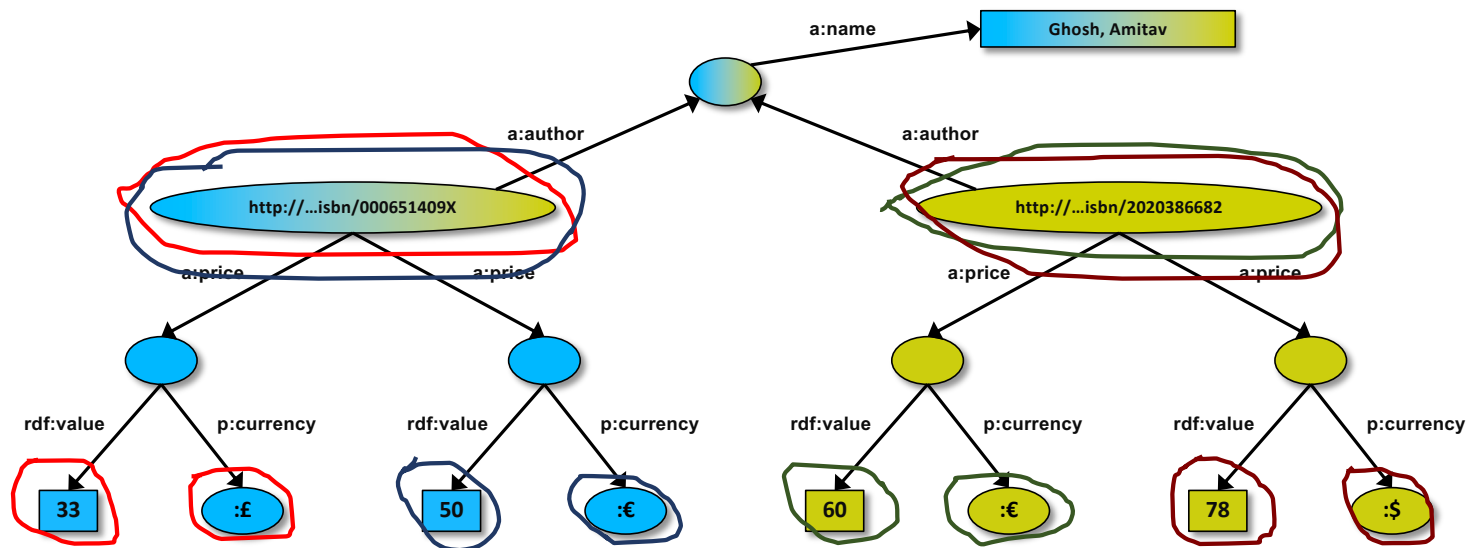 a:name
Ghosh, Amitav
a:author
a:author
http://...isbn/000651409X
http://...isbn/2020386682
a:price
a:price
a:price
a:price
rdf:value
p:currency
rdf:value
p:currency
rdf:value
p:currency
rdf:value
p:currency
33
:£
50
:€
60
:€
78
:$